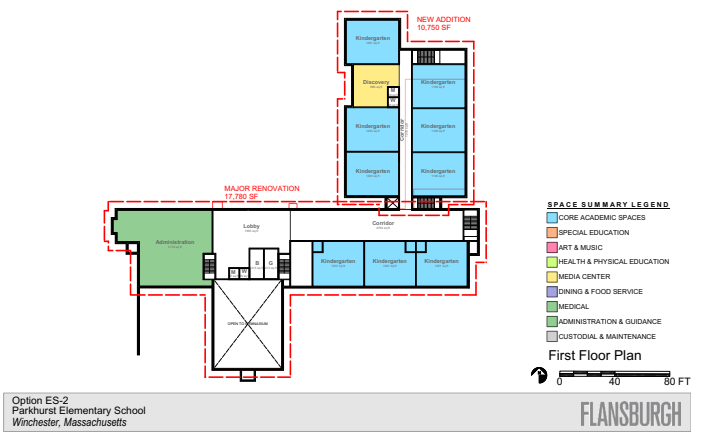 NEW ADDITION
10,750 SF
Kindergarten
Discovery
Kindergarten
M
W
Kindergarten
Kindergarten
Corridor
Kindergarten
Kindergarten
MAJOR RENOVATION
17,780 SF
Lobby
Corridor
Administration
Kindergarten
Kindergarten
Kindergarten
B
G
M
W
OPEN TO GYMNASIUM
SPACE SUMMARY LEGEND
CORE ACADEMIC SPACES
SPECIAL EDUCATION
ART & MUSIC
HEALTH & PHYSICAL EDUCATION
MEDIA CENTER
DINING & FOOD SERVICE
MEDICAL
ADMINISTRATION & GUIDANCE
CUSTODIAL & MAINTENANCE
First Floor Plan
0 40 80 FT
Option ES-2
Parkhurst Elementary School
Winchester, Massachusetts
FLANSBURGH